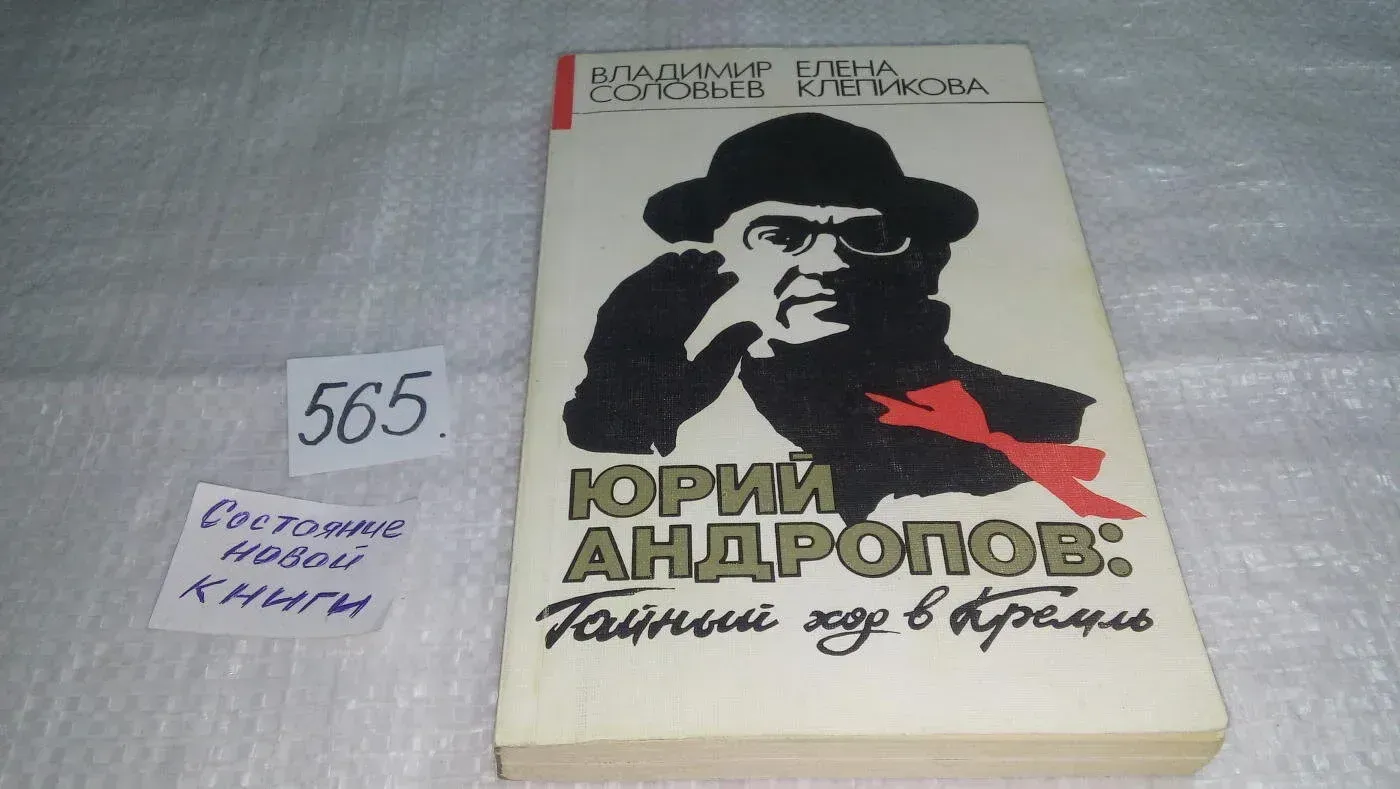 ВЛАДИМИР ЕЛЕНА
СОЛОВЬЕВ КЛЕПИКОВА
ЮРИЙ
АНДРОПОВ:
Тайный ход в Кремль
565.
Состояние
новой
книги